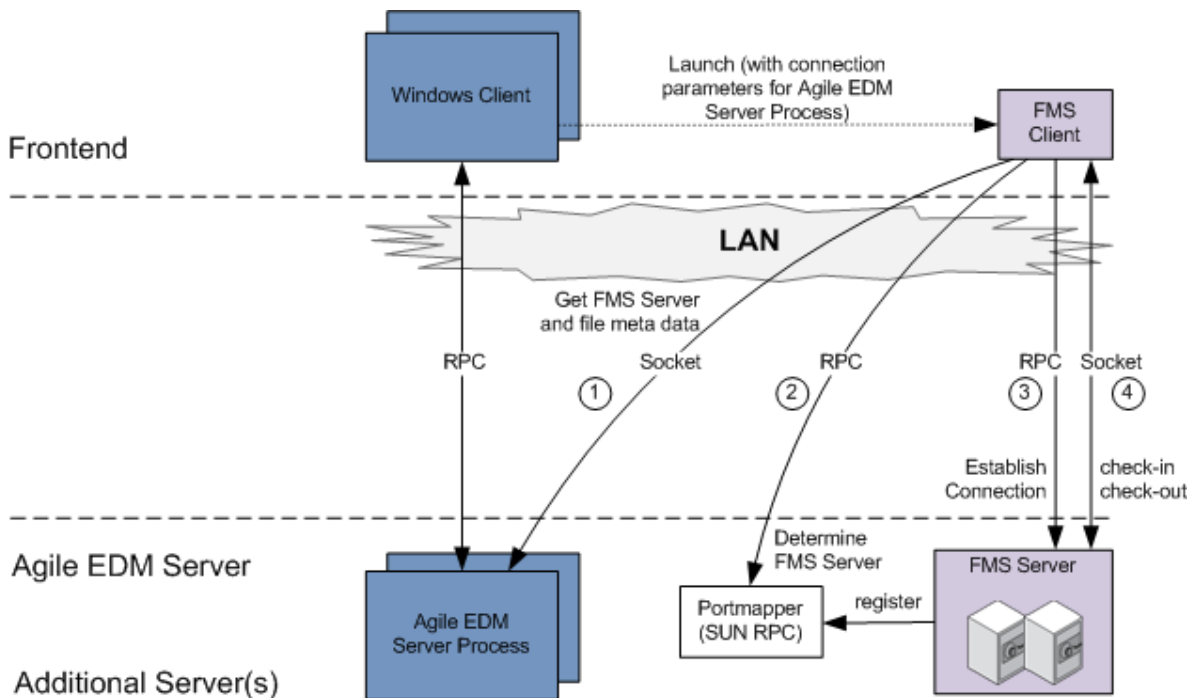 Windows Client
Launch (with connection
parameters for Agile EDM
Server Process)
FMS
Client
Frontend
LAN
Get FMS Server
and file meta data
RPC
Socket
RPC
RPC
Socket
1
2
3
4
Establish
Connection
check-in
check-out
Agile EDM Server
Determine
FMS Server
FMS Server
Agile EDM
Server Process
Portmapper
(SUN RPC)
register
Additional Server(s)